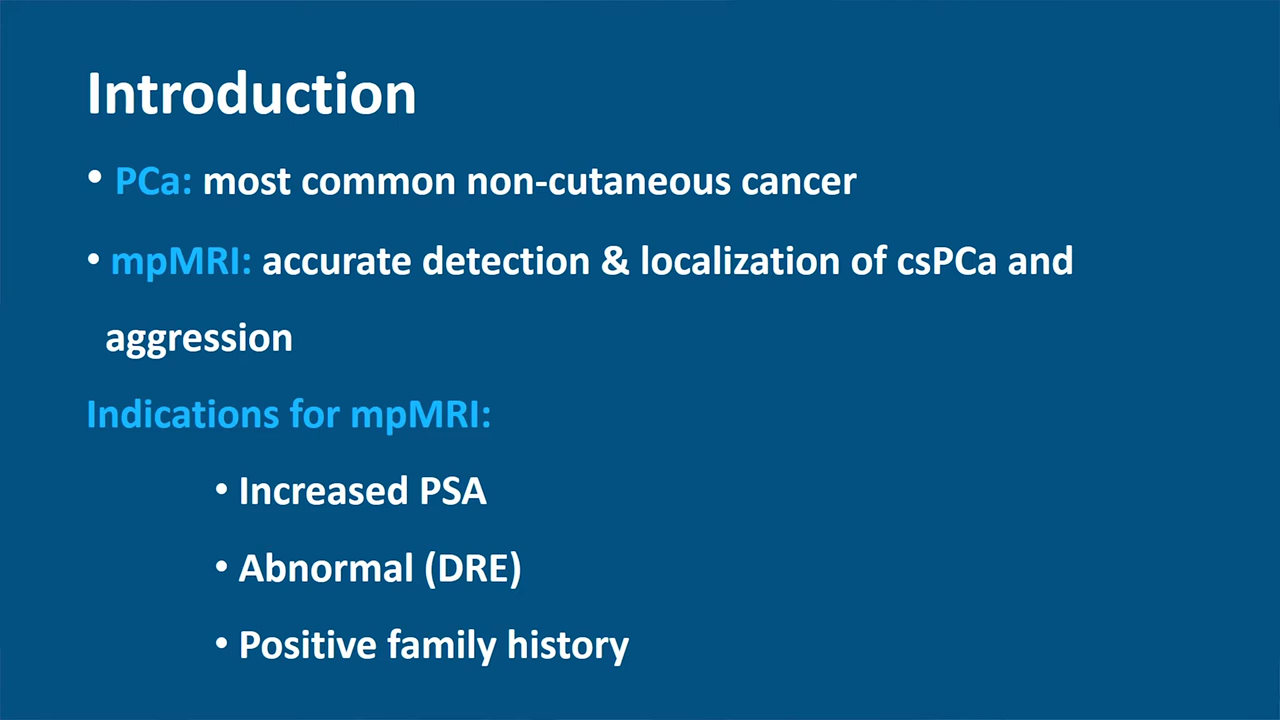 Introduction
• PCa: most common non-cutaneous cancer
• mpMRI: accurate detection & localization of csPCa and
aggression
Indications for mpMRI:
• Increased PSA
• Abnormal (DRE)
• Positive family history